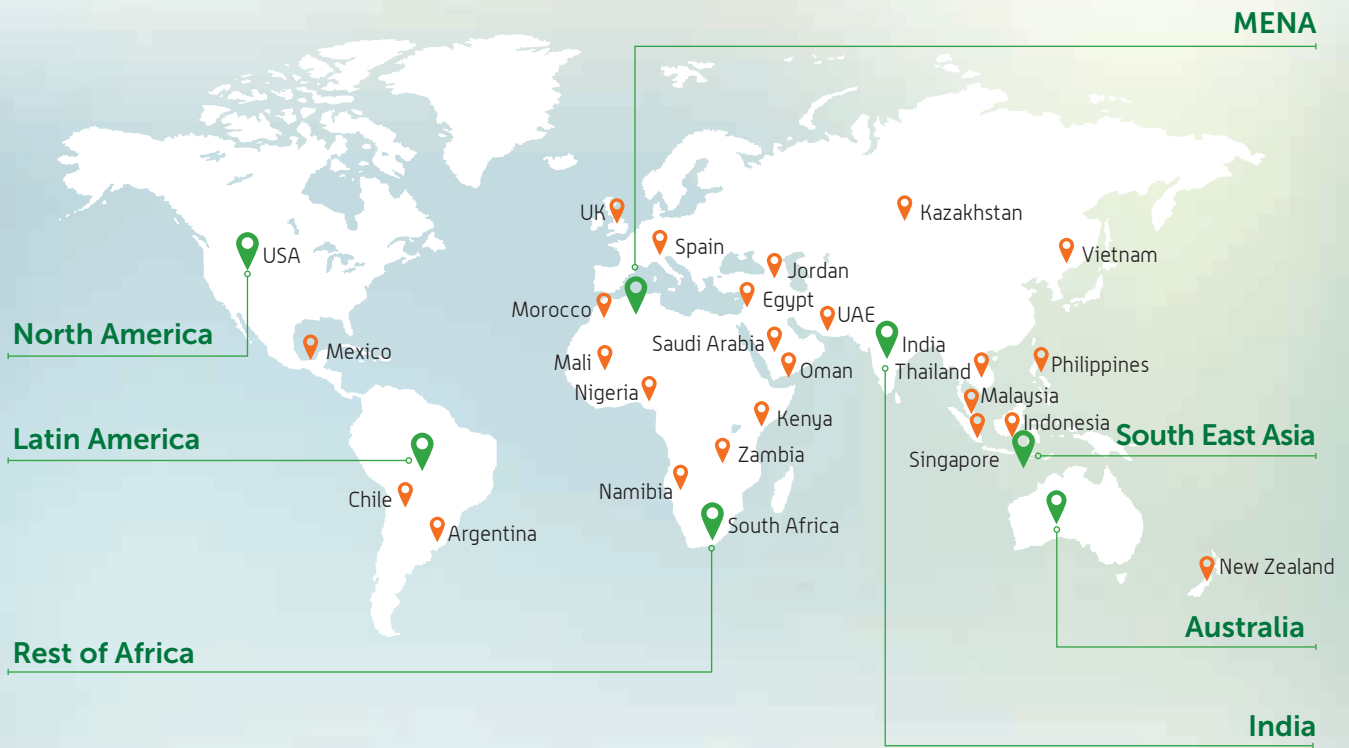 MENA
UK
Kazakhstan
Spain
Vietnam
USA
Jordan
Egypt
Morocco
UAE
North America
Saudi Arabia
India
Mexico
Mali
Oman
Thailand
Philippines
Nigeria
Malaysia
Kenya
Indonesia
South East Asia
Latin America
Zambia
Singapore
Namibia
Chile
South Africa
Argentina
New Zealand
Australia
Rest of Africa
India